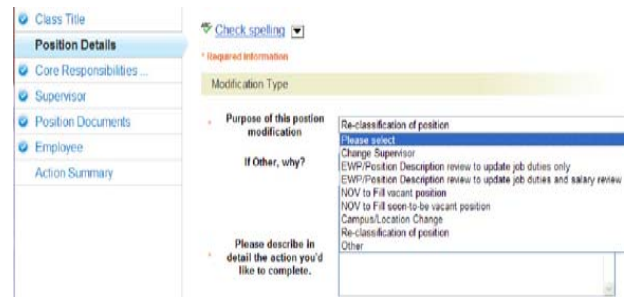 Class Title
Position Details
Core Responsibilities ...
Supervisor
Position Documents
Employee
Action Summary
Check spelling
* Required Information
Modification Type
* Purpose of this postion modification
Re-classification of position
Please select
Change Supervisor
EWP/Position Description review to update job duties only
EWP/Position Description review to update job duties and salary review
NOV to Fill vacant position
NOV to Fill soon-to-be vacant position
Campus/Location Change
Re-classification of position
Other
If Other, why?
* Please describe in
detail the action you'd
like to complete.